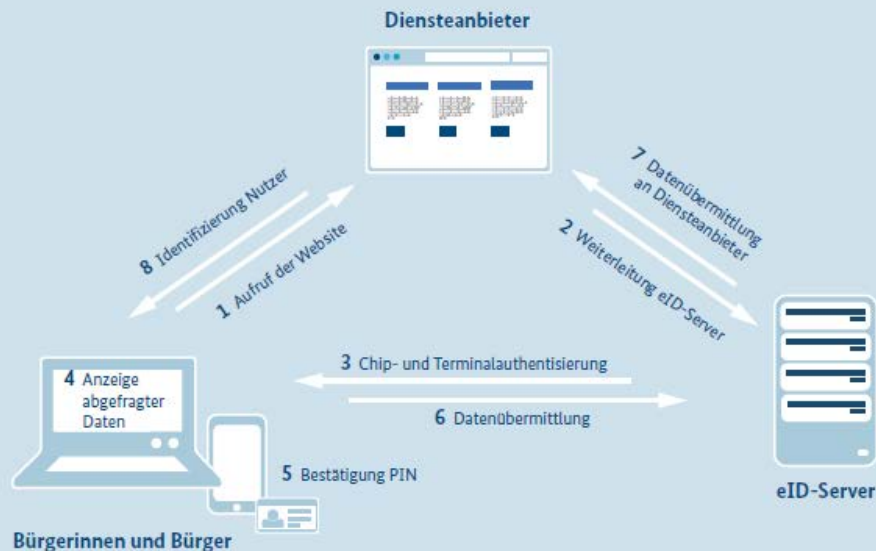 Diensteanbieter
7 Datenübermittlung
an Diensteanbieter
8 Identifizierung Nutzer
1 Aufruf der Website
2 Weiterleitung eID-Server
3 Chip- und Terminalauthentisierung
4 Anzeige
abgefragter
Daten
6 Datenübermittlung
5 Bestätigung PIN
eID-Server
Bürgerinnen und Bürger